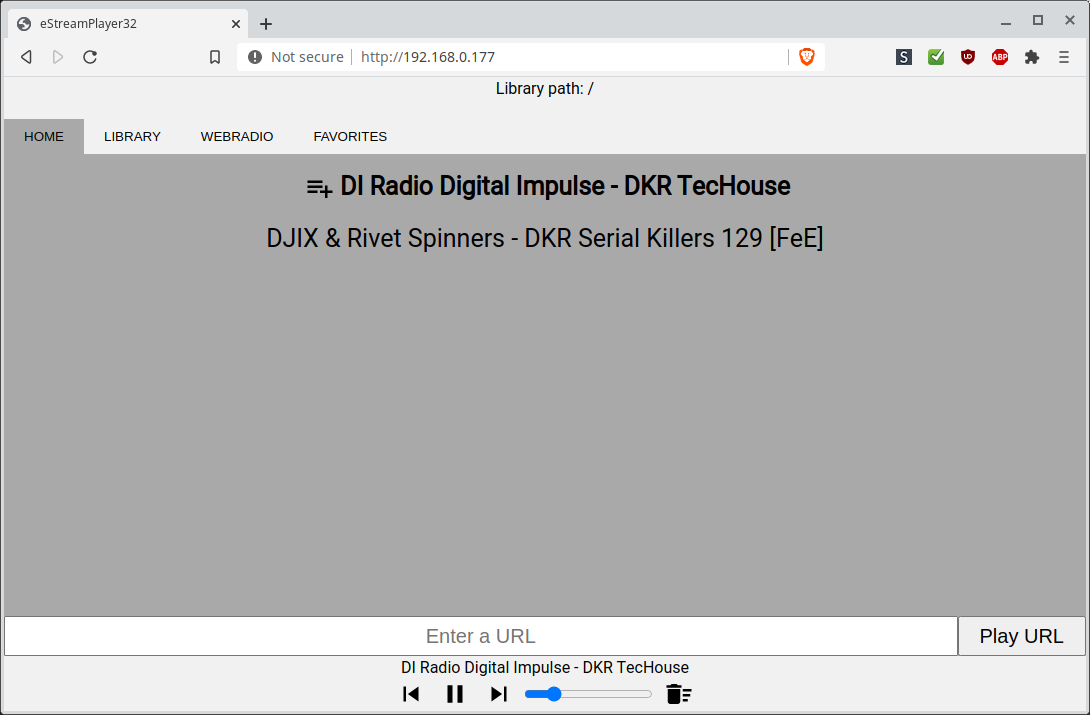 eStreamPlayer32
Not secure http://192.168.0.177
S UD ABP
Library path: /
HOME LIBRARY WEBRADIO FAVORITES
DI Radio Digital Impulse - DKR TecHouse
DJIX & Rivet Spinners - DKR Serial Killers 129 [FeE]
Enter a URL Play URL
DI Radio Digital Impulse - DKR TecHouse